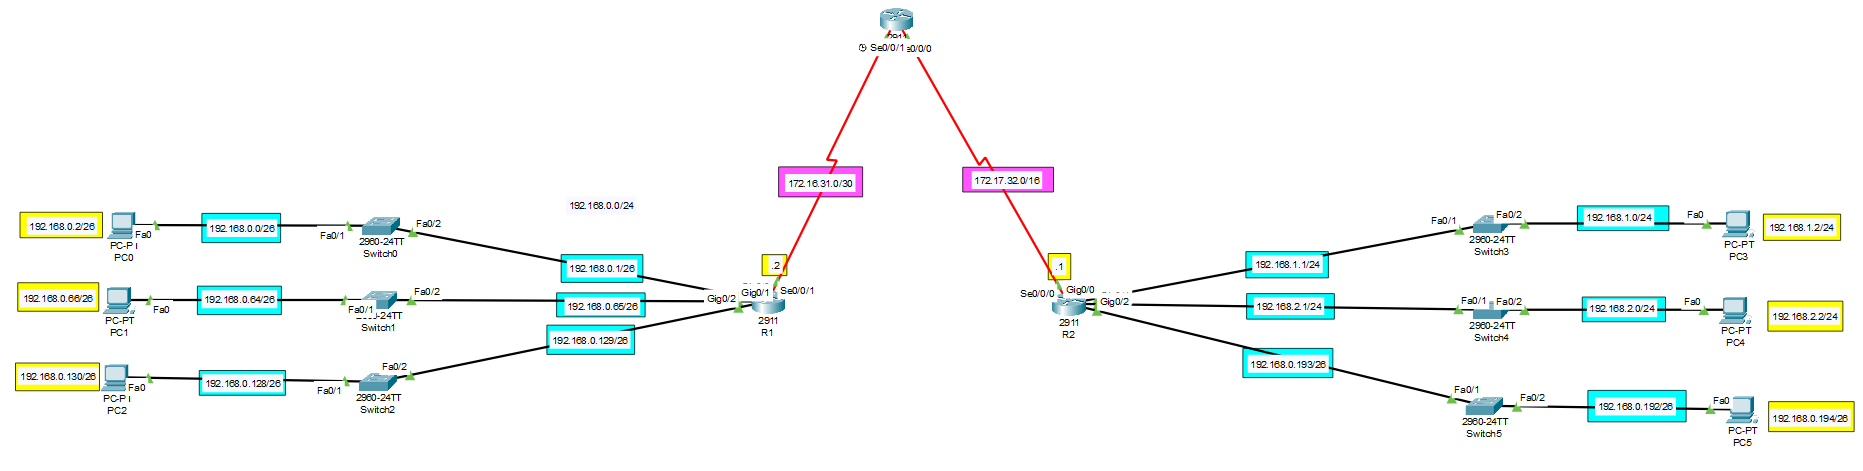 Se0/0/1
s0/0/0
172.16.31.0/30
172.17.32.0/16
192.168.0.0/24
192.168.0.2/26
Fa0
PC0
192.168.0.0/26
Fa0/1
Fa0/2
2960-24TT
Switch0
192.168.0.1/26
192.168.0.66/26
Fa0
PC-PT
PC1
192.168.0.64/26
Fa0/1
Fa0/2
-24TT
Switch1
192.168.0.65/26
192.168.0.130/26
Fa0
PC2
192.168.0.128/26
Fa0/1
Fa0/2
2960-24TT
Switch2
192.168.0.129/26
.2
Gig0/2
Gig0/1
Se0/0/1
2911
R1
.1
Se0/0/0
Gig0/0
Gig0/2
2911
R2
192.168.1.1/24
Fa0/1
Fa0/2
2960-24TT
Switch3
192.168.1.0/24
Fa0
PC-PT
PC3
192.168.1.2/24
192.168.2.1/24
Fa0/1
Fa0/2
2960-24TT
Switch4
192.168.2.0/24
Fa0
PC-PT
PC4
192.168.2.2/24
192.168.0.193/26
Fa0/1
Fa0/2
2960-24TT
Switch5
192.168.0.192/26
Fa0
PC-PT
PC5
192.168.0.194/26